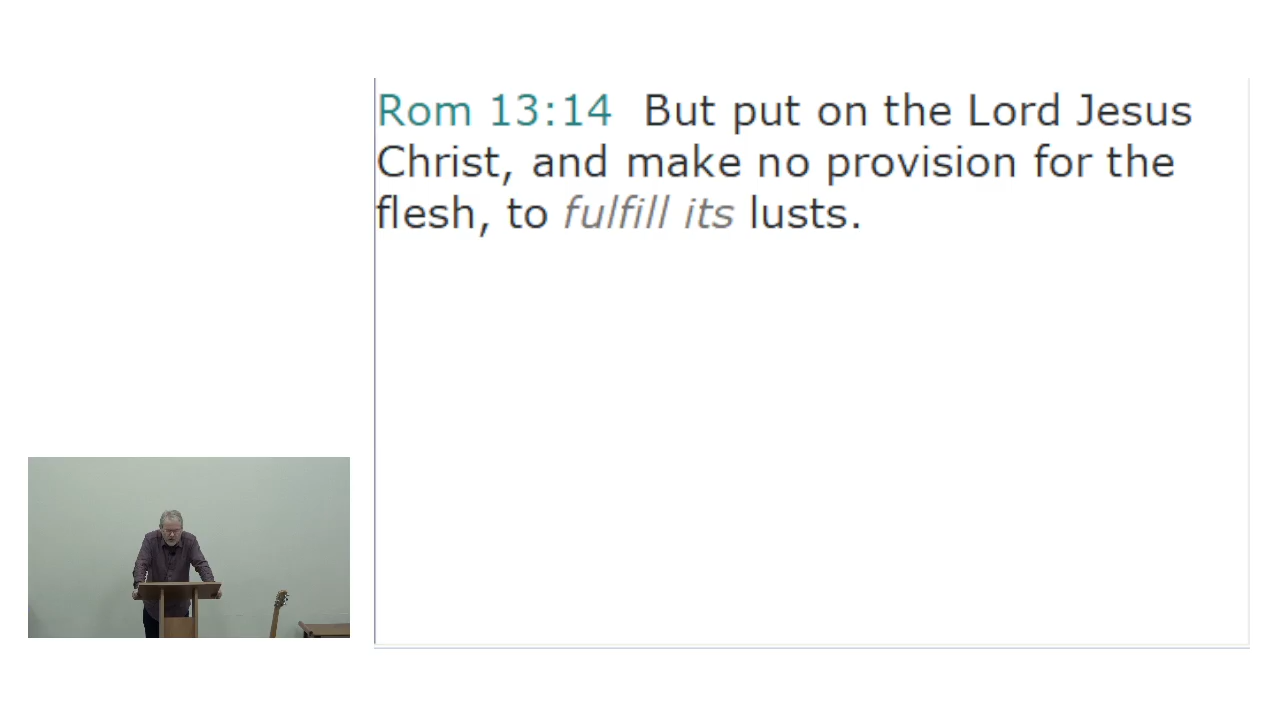 Rom 13:14 But put on the Lord Jesus
Christ, and make no provision for the
flesh, to fulfill its lusts.